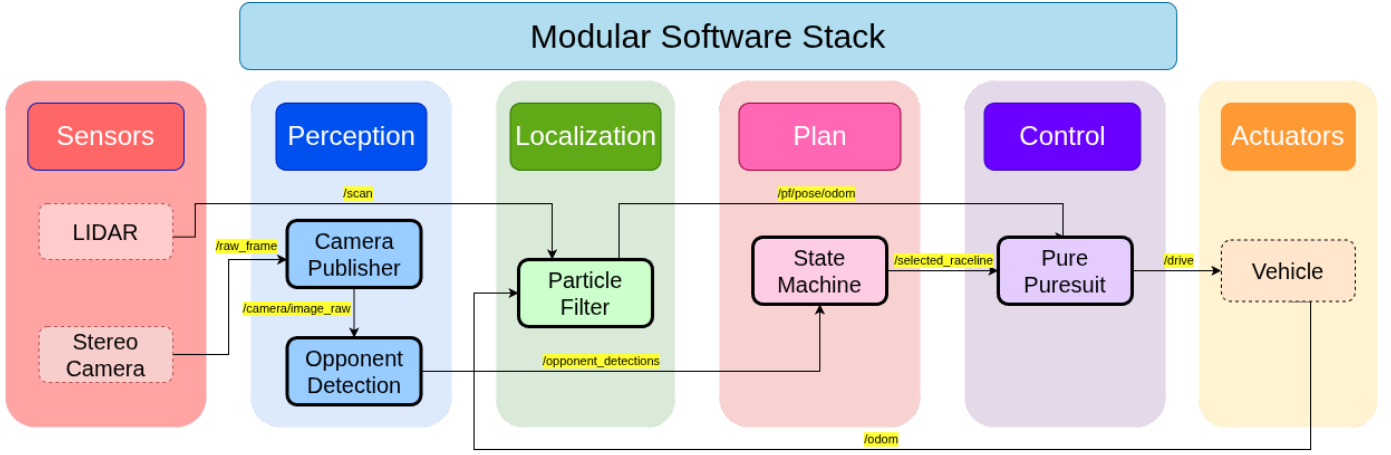 Modular Software Stack
Sensors
Perception
Localization
Plan
Control
Actuators
/scan
/pf/pose/odom
LIDAR
/raw_frame
Camera
Publisher
/camera/image_raw
Stereo
Camera
Opponent
Detection
/opponent_detections
Particle
Filter
State
Machine
/selected_raceline
Pure
Puresuit
/drive
Vehicle
/odom